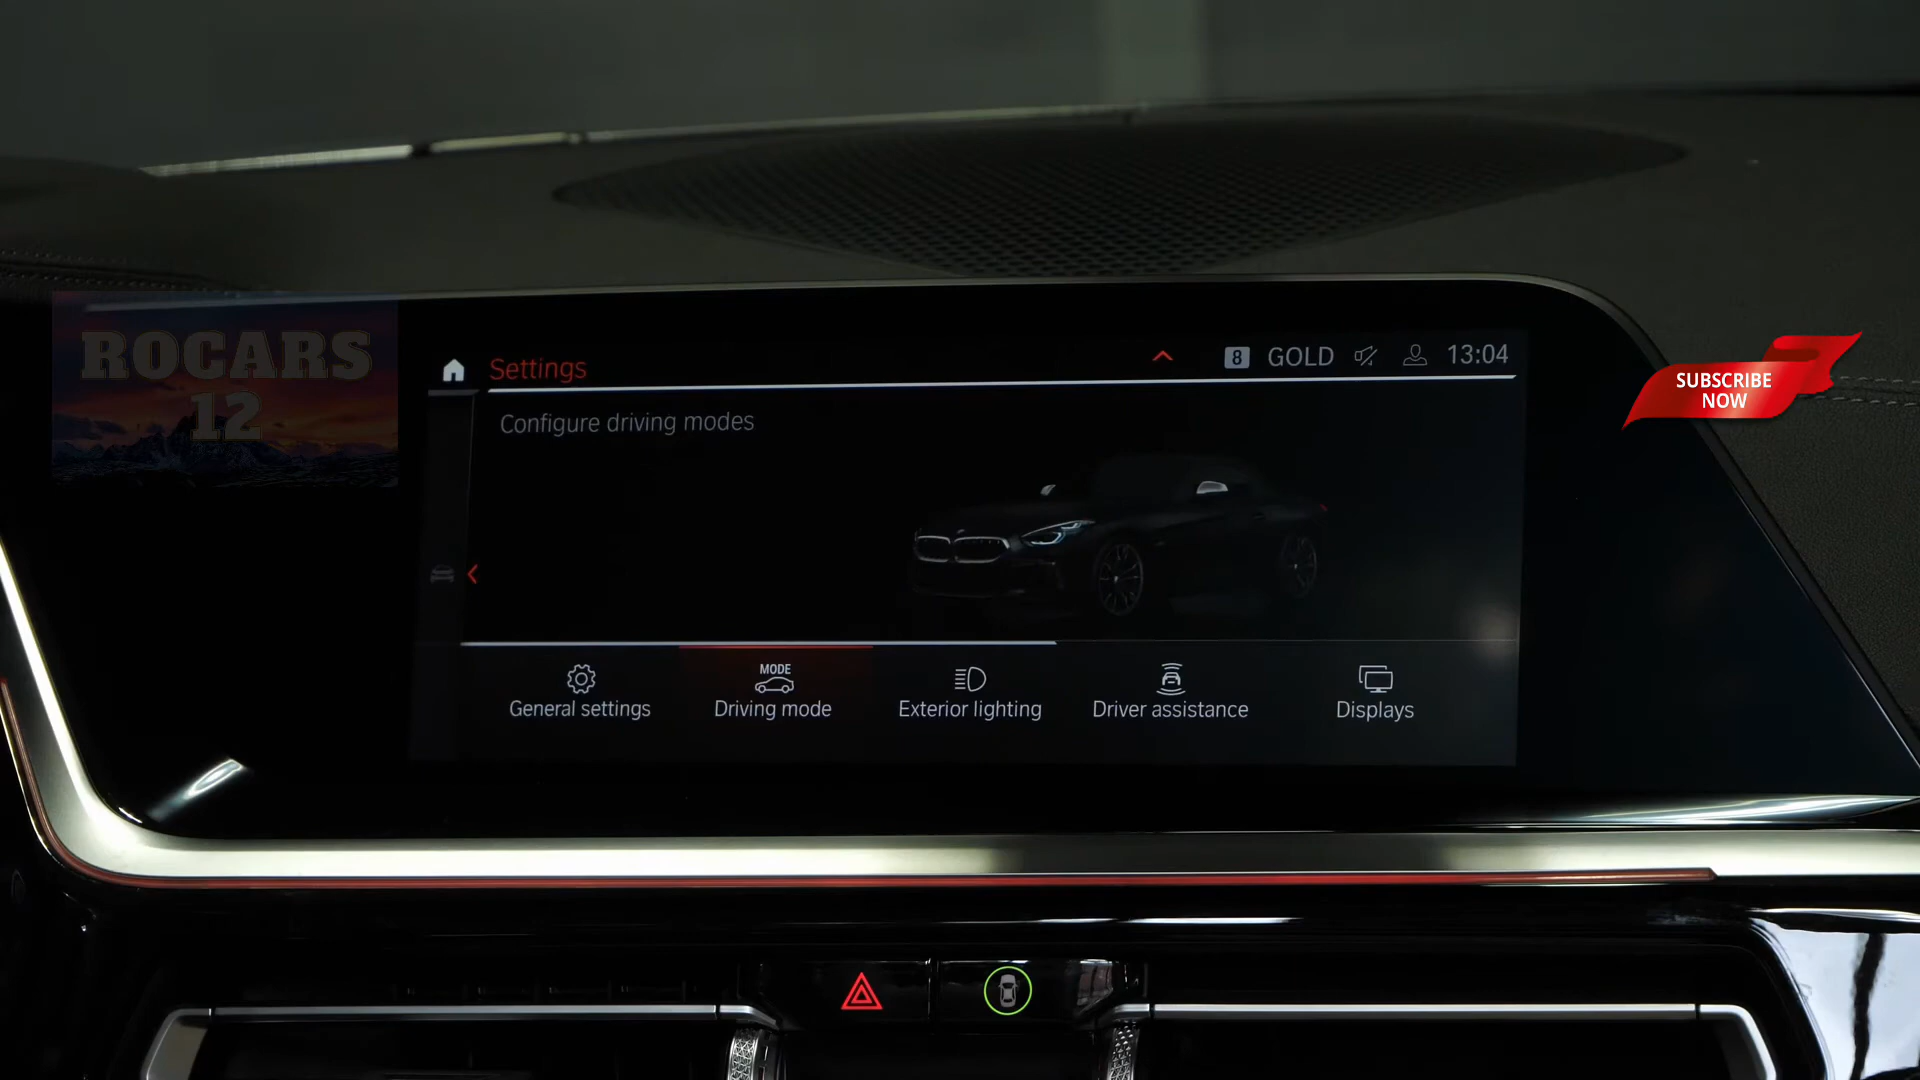 ROCARS
12
Settings
8 GOLD 13:04
Configure driving modes
SUBSCRIBE
NOW
MODE
General settings
Driving mode
Exterior lighting
Driver assistance
Displays